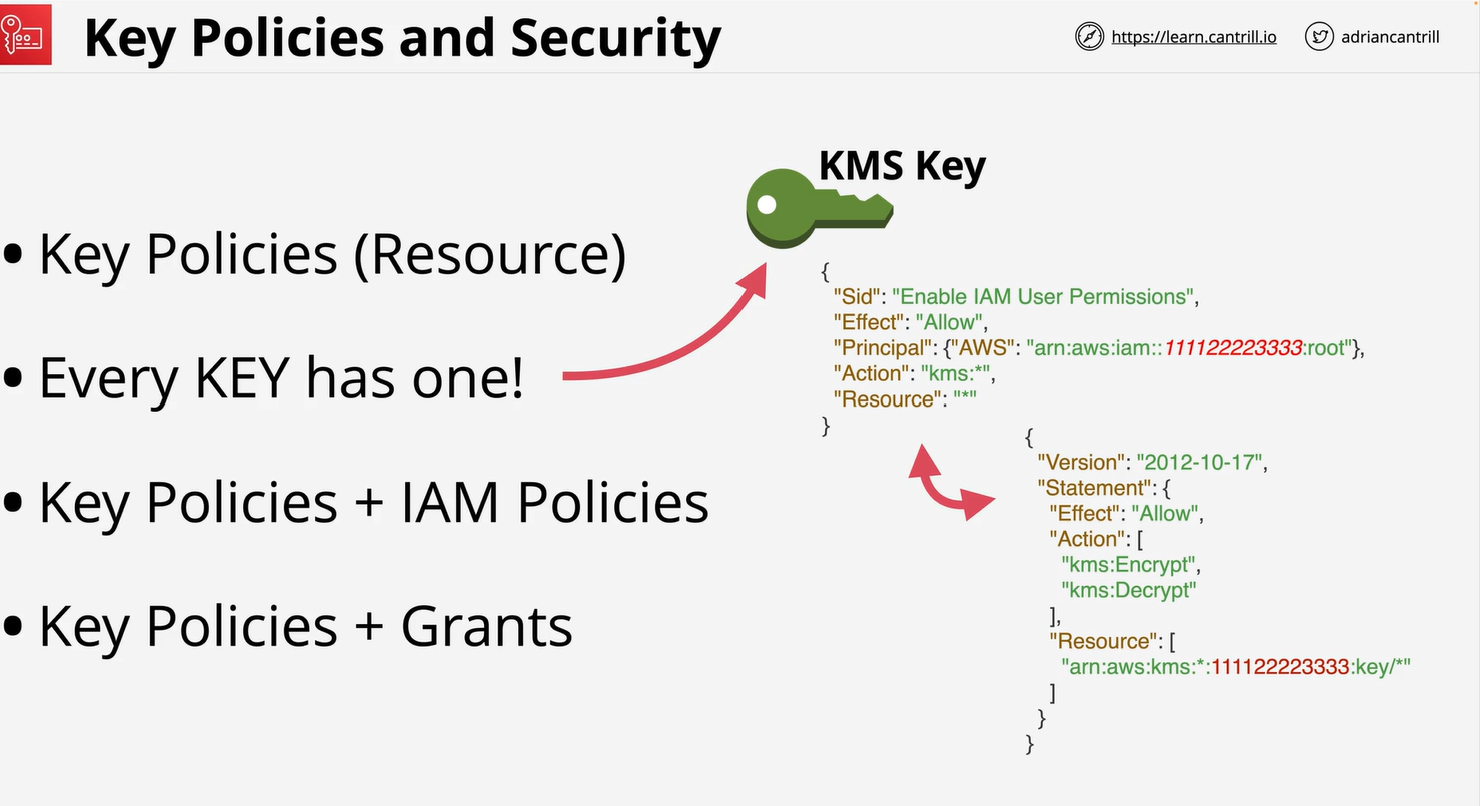 Key Policies and Security
https://learn.cantrill.io
adriancantrill
• Key Policies (Resource)
• Every KEY has one!
• Key Policies + IAM Policies
• Key Policies + Grants
KMS Key
{
"Sid": "Enable IAM User Permissions",
"Effect": "Allow",
"Principal": {"AWS": "arn:aws:iam::111122223333:root"},
"Action": "kms:*",
"Resource": "*"
}
{
"Version": "2012-10-17",
"Statement": {
"Effect": "Allow",
"Action": [
"kms:Encrypt",
"kms:Decrypt"
],
"Resource": [
"arn:aws:kms:*:111122223333:key/*"
]
}
}